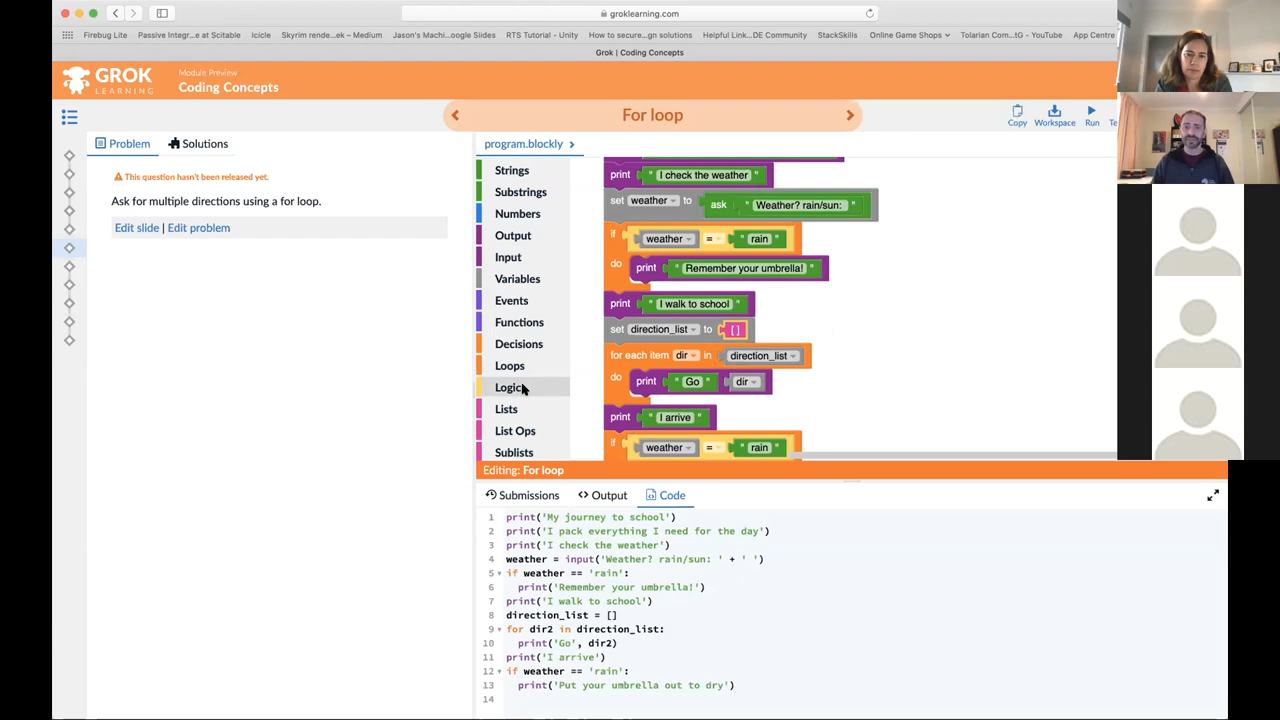 groklearning.com
Firebug Lite Passive Integr...e at Scitable Icicle Skyrim rende...ek – Medium Jason's Machi...oogle Slides RTS Tutorial - Unity How to secure...gn solutions Helpful Link...DE Community StackSkills Online Game Shops Tolarian Com...tG – YouTube App Centre
Grok | Coding Concepts
GROK
LEARNING
Module Preview
Coding Concepts
For loop
Copy Workspace Run Te
Problem Solutions
This question hasn't been released yet.
Ask for multiple directions using a for loop.
Edit slide | Edit problem
program.blockly
Strings
Substrings
Numbers
Output
Input
Variables
Events
Functions
Decisions
Loops
Logic
Lists
List Ops
Sublists
print " I check the weather "
set weather to ask " Weather? rain/sun: "
if weather = " rain "
do print " Remember your umbrella! "
print " I walk to school "
set direction_list to [ ]
for each item dir in direction_list
do print " Go " dir
print " I arrive "
if weather = " rain "
Editing: For loop
Submissions Output Code
1 print('My journey to school')
2 print('I pack everything I need for the day')
3 print('I check the weather')
4 weather = input('Weather? rain/sun: ' + ' ')
5 if weather == 'rain':
6 print('Remember your umbrella!')
7 print('I walk to school')
8 direction_list = []
9 for dir2 in direction_list:
10 print('Go', dir2)
11 print('I arrive')
12 if weather == 'rain':
13 print('Put your umbrella out to dry')
14